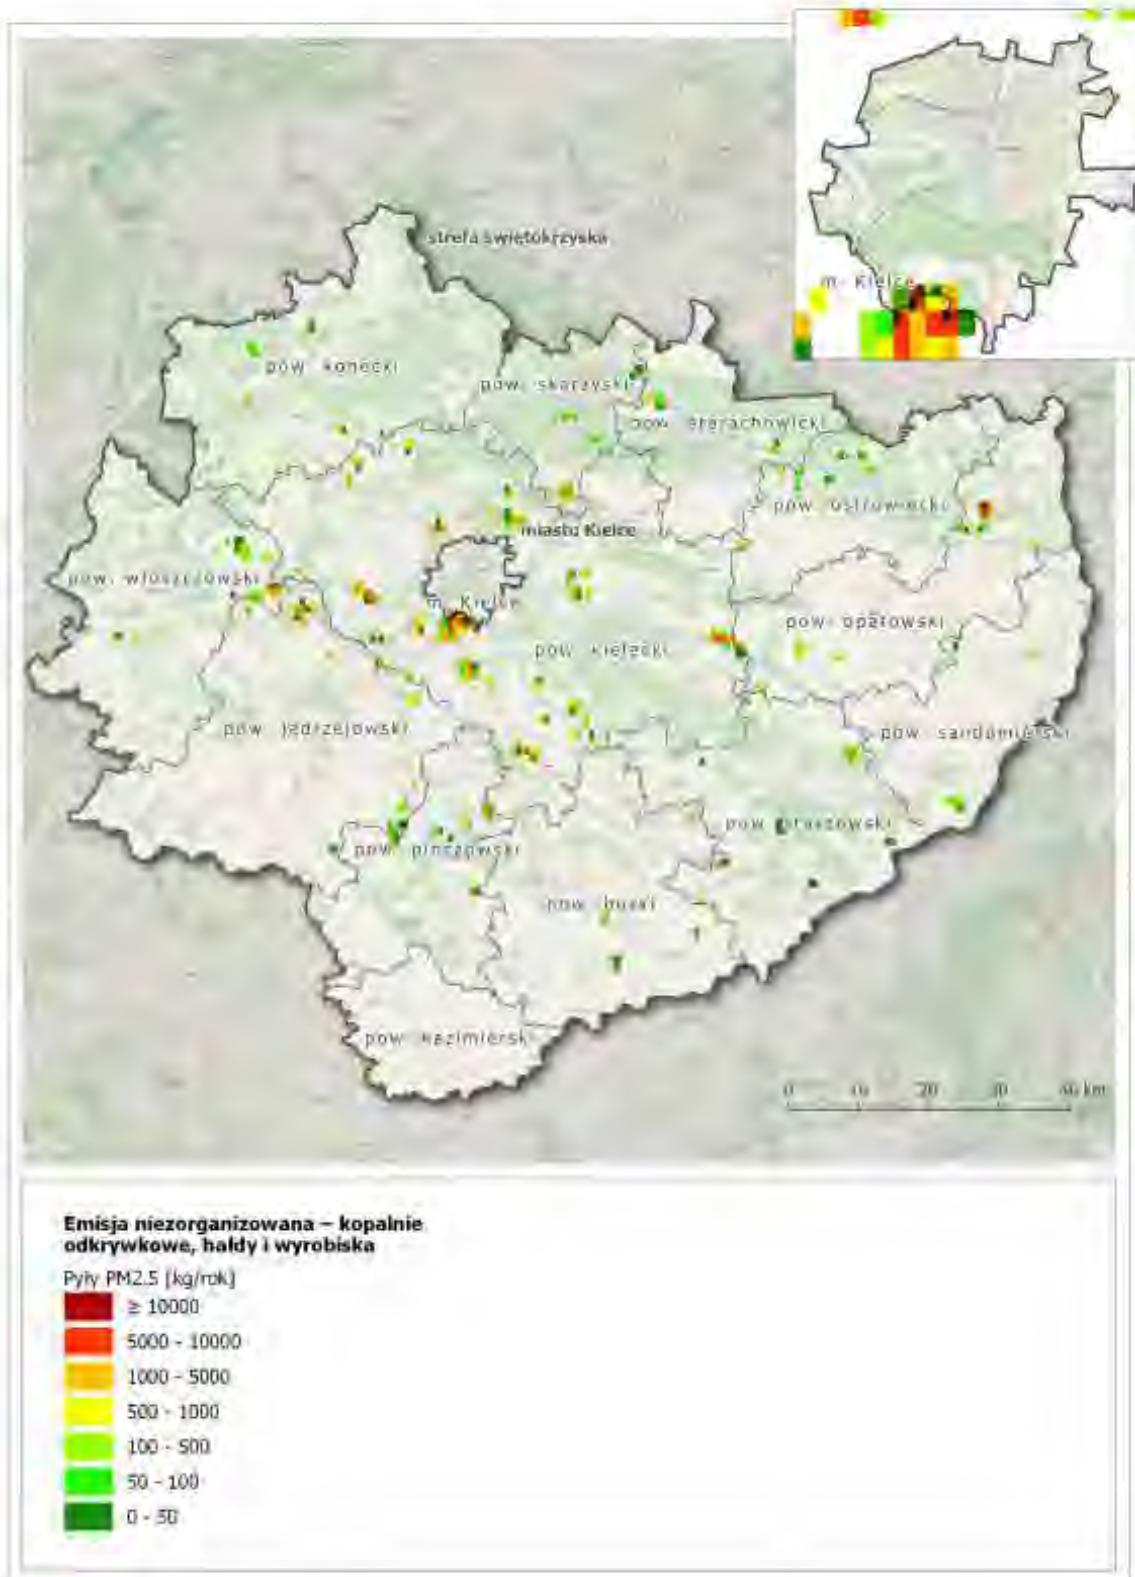 strefa świętokrzyska
m. Kielce
pow. konecki
pow. skarżyski
pow. starachowicki
pow. ostrowiecki
miasto Kielce
pow. włoszczowski
m. Kielce
pow. opatowski
pow. kielecki
pow. jędrzejowski
pow. sandomierski
pow. staszowski
pow. pińczowski
pow. buski
pow. kazimierski
0 10 20 30 40 km
Emisja niezorganizowana – kopalnie
odkrywkowe, hałdy i wyrobiska
Pyły PM2.5 [kg/rok]
≥ 10000
5000 - 10000
1000 - 5000
500 - 1000
100 - 500
50 - 100
0 - 50